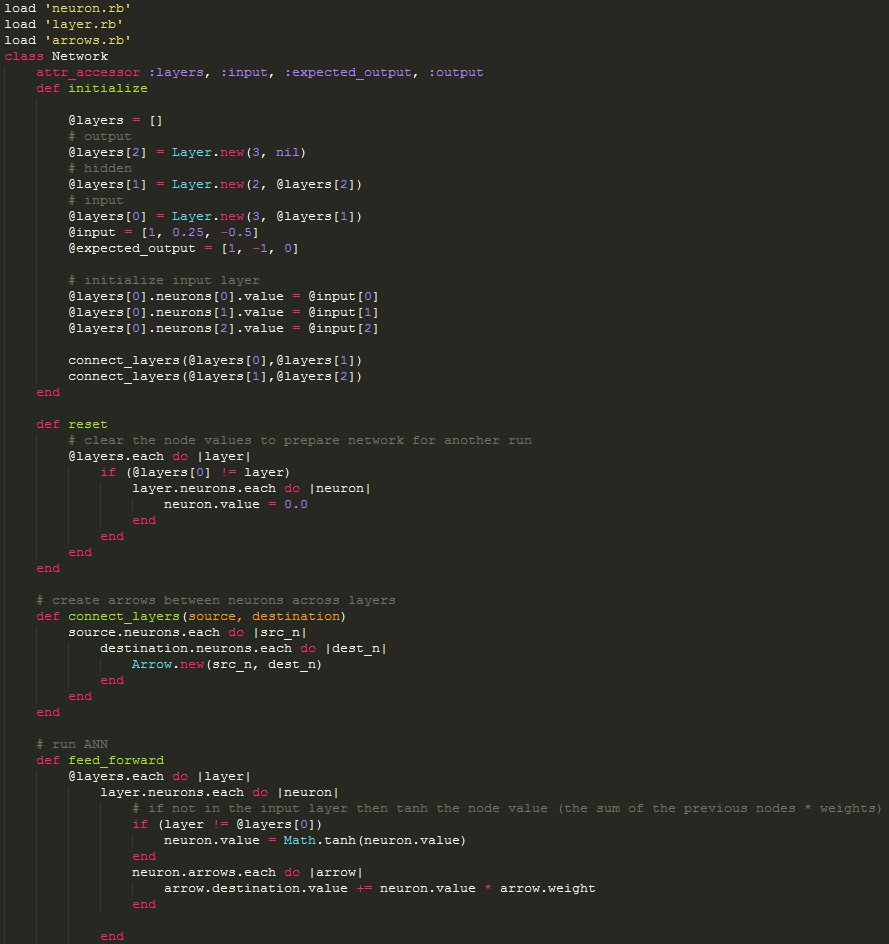 load 'neuron.rb'
load 'layer.rb'
load 'arrows.rb'
class Network
    attr_accessor :layers, :input, :expected_output, :output
    def initialize

        @layers = []
        # output
        @layers[2] = Layer.new(3, nil)
        # hidden
        @layers[1] = Layer.new(2, @layers[2])
        # input
        @layers[0] = Layer.new(3, @layers[1])
        @input = [1, 0.25, -0.5]
        @expected_output = [1, -1, 0]

        # initialize input layer
        @layers[0].neurons[0].value = @input[0]
        @layers[0].neurons[1].value = @input[1]
        @layers[0].neurons[2].value = @input[2]

        connect_layers(@layers[0],@layers[1])
        connect_layers(@layers[1],@layers[2])
    end

    def reset
        # clear the node values to prepare network for another run
        @layers.each do |layer|
            if (@layers[0] != layer)
                layer.neurons.each do |neuron|
                    neuron.value = 0.0
                end
            end
        end
    end

    # create arrows between neurons across layers
    def connect_layers(source, destination)
        source.neurons.each do |src_n|
            destination.neurons.each do |dest_n|
                Arrow.new(src_n, dest_n)
            end
        end
    end

    # run ANN
    def feed_forward
        @layers.each do |layer|
            layer.neurons.each do |neuron|
                # if not in the input layer then tanh the node value (the sum of the previous nodes * weights)
                if (layer != @layers[0])
                    neuron.value = Math.tanh(neuron.value)
                end
                neuron.arrows.each do |arrow|
                    arrow.destination.value += neuron.value * arrow.weight
                end

            end